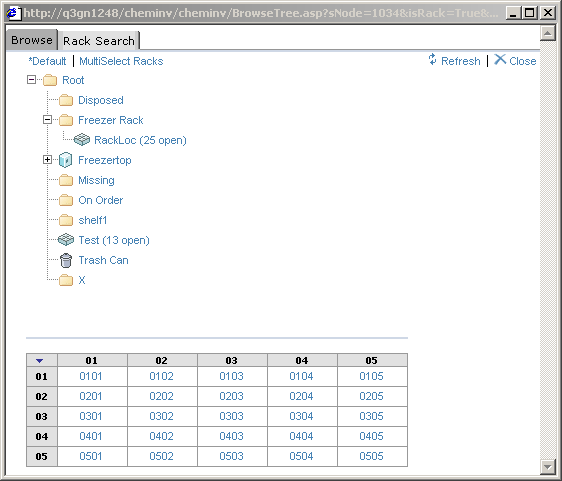 http://q3gn1248/cheminv/cheminv/BrowseTree.asp?sNode=1034&isRack=True&...
Browse Rack Search
*Default | MultiSelect Racks Refresh | Close
Root
Disposed
Freezer Rack
RackLoc (25 open)
Freezertop
Missing
On Order
shelf1
Test (13 open)
Trash Can
X
01 02 03 04 05
01 0101 0102 0103 0104 0105
02 0201 0202 0203 0204 0205
03 0301 0302 0303 0304 0305
04 0401 0402 0403 0404 0405
05 0501 0502 0503 0504 0505